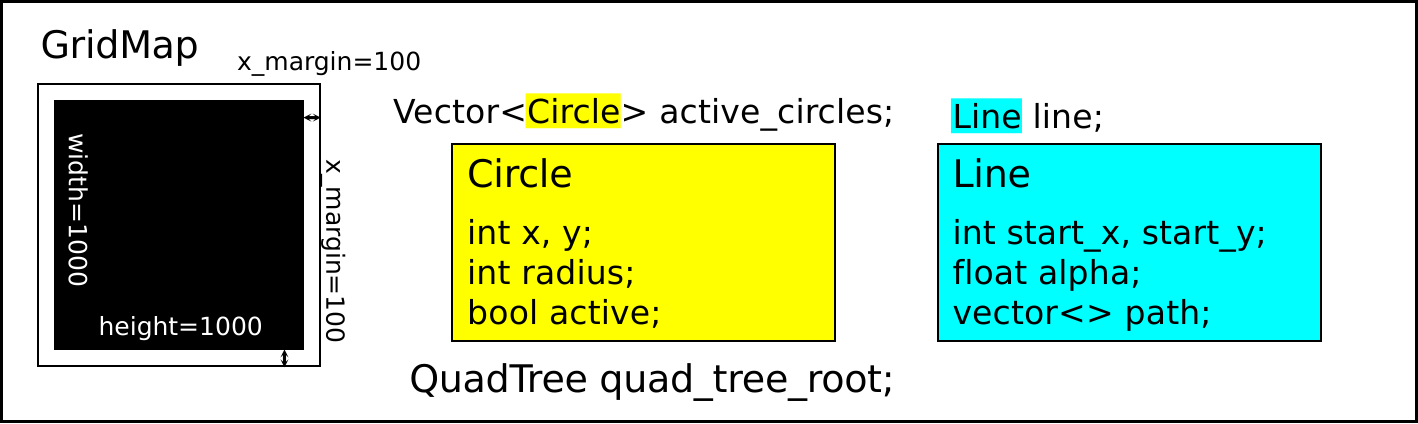 GridMap
x_margin=100
width=1000
height=1000
x_margin=100
Vector<Circle> active_circles;
Circle
int x, y;
int radius;
bool active;
Line line;
Line
int start_x, start_y;
float alpha;
vector<> path;
QuadTree quad_tree_root;